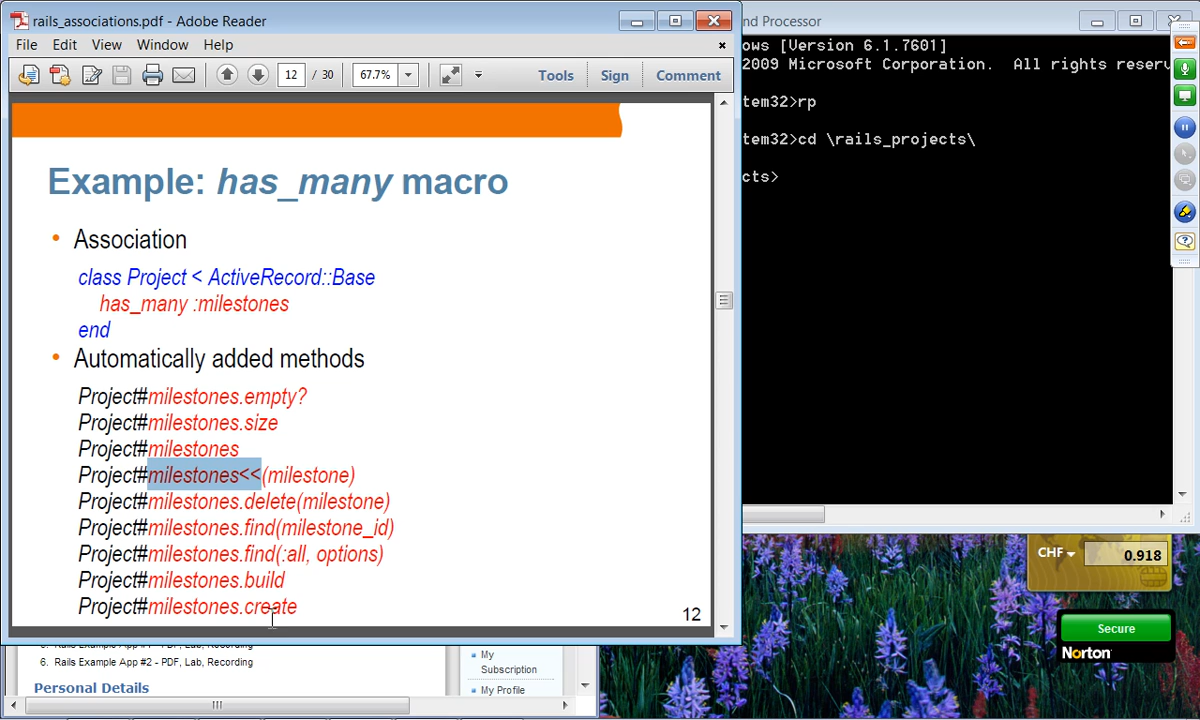 rails_associations.pdf - Adobe Reader
File Edit View Window Help
12 / 30 67.7% Tools Sign Comment
Example: has_many macro
• Association
class Project < ActiveRecord::Base
has_many :milestones
end
• Automatically added methods
Project#milestones.empty?
Project#milestones.size
Project#milestones
Project#milestones<<(milestone)
Project#milestones.delete(milestone)
Project#milestones.find(milestone_id)
Project#milestones.find(:all, options)
Project#milestones.build
Project#milestones.create
12
nd Processor
ows [Version 6.1.7601]
2009 Microsoft Corporation.  All rights reserv
tem32>rp
tem32>cd \rails_projects\
cts>
CHF 0.918
Secure
Norton
6. Rails Example App #2 - PDF, Lab, Recording
Personal Details
My
Subscription
My Profile